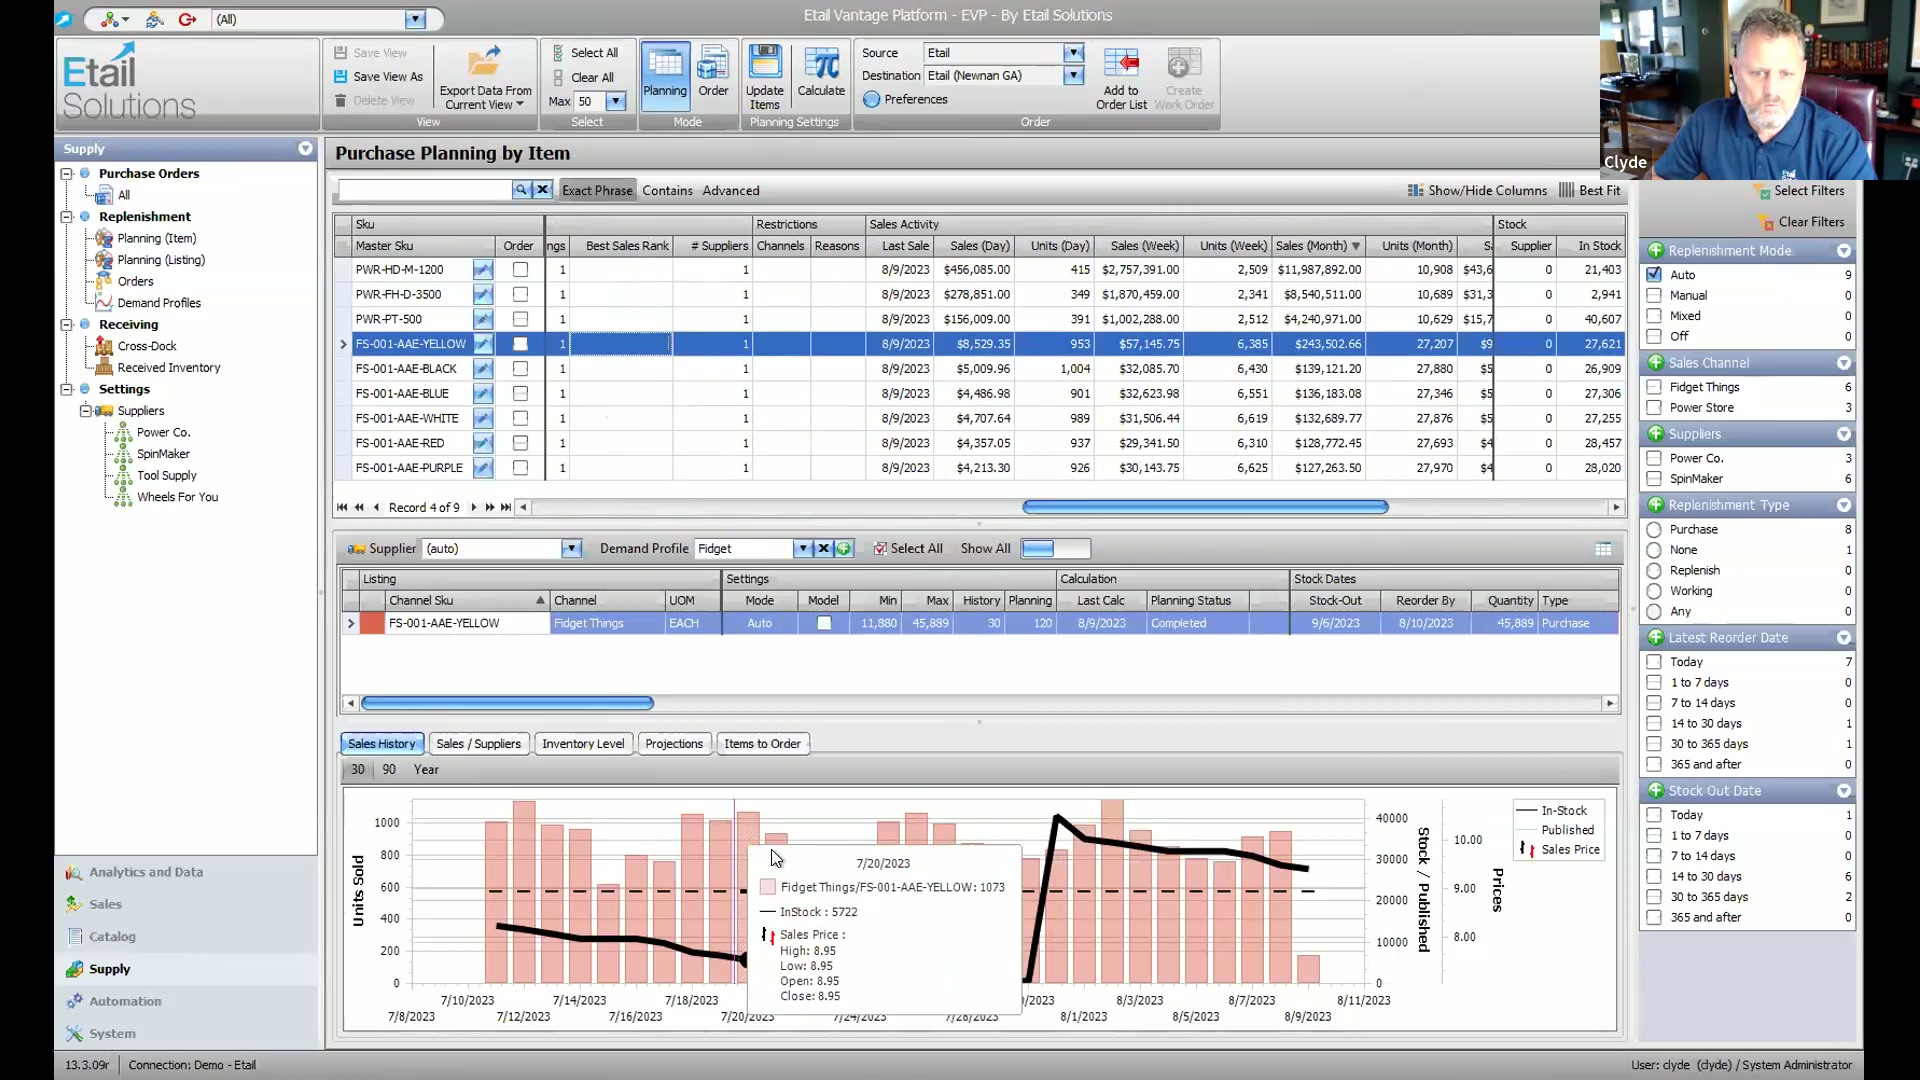 (All)
Etail Vantage Platform - EVP - By Etail Solutions
Etail
Solutions
Save View
Save View As
Delete View
Export Data From
Current View
View
Select All
Clear All
Max 50
Select
Planning
Order
Mode
Update
Items
Calculate
Planning Settings
Source Etail
Destination Etail (Newnan GA)
Preferences
Add to
Order List
Create
Work Order
Order
Clyde
Supply
Purchase Orders
All
Replenishment
Planning (Item)
Planning (Listing)
Orders
Demand Profiles
Receiving
Cross-Dock
Received Inventory
Settings
Suppliers
Power Co.
SpinMaker
Tool Supply
Wheels For You
Analytics and Data
Sales
Catalog
Supply
Automation
System
Purchase Planning by Item
Exact Phrase Contains Advanced Show/Hide Columns Best Fit
Sku Restrictions Sales Activity Stock
Master Sku Order ngs Best Sales Rank # Suppliers Channels Reasons Last Sale Sales (Day) Units (Day) Sales (Week) Units (Week) Sales (Month) Units (Month) S. Supplier In Stock
PWR-HD-M-1200 1 1 8/9/2023 $456,085.00 415 $2,757,391.00 2,509 $11,987,892.00 10,908 $43,6 0 21,403
PWR-FH-D-3500 1 1 8/9/2023 $278,851.00 349 $1,870,459.00 2,341 $8,540,511.00 10,689 $31,3 0 2,941
PWR-PT-500 1 1 8/9/2023 $156,009.00 391 $1,002,288.00 2,512 $4,240,971.00 10,629 $15,7 0 40,607
FS-001-AAE-YELLOW 1 1 8/9/2023 $8,529.35 953 $57,145.75 6,385 $243,502.66 27,207 $9 0 27,621
FS-001-AAE-BLACK 1 1 8/9/2023 $5,009.96 1,004 $32,085.70 6,430 $139,121.20 27,880 $5 0 26,909
FS-001-AAE-BLUE 1 1 8/9/2023 $4,486.98 901 $32,623.98 6,551 $136,183.08 27,346 $5 0 27,306
FS-001-AAE-WHITE 1 1 8/9/2023 $4,707.64 989 $31,506.44 6,619 $132,689.77 27,876 $5 0 27,255
FS-001-AAE-RED 1 1 8/9/2023 $4,357.05 937 $29,341.50 6,310 $128,772.45 27,693 $4 0 28,457
FS-001-AAE-PURPLE 1 1 8/9/2023 $4,213.30 926 $30,143.75 6,625 $127,263.50 27,970 $4 0 28,020
Record 4 of 9
Supplier (auto) Demand Profile Fidget Select All Show All
Listing Settings Calculation Stock Dates
Channel Sku Channel UOM Mode Model Min Max History Planning Last Calc Planning Status Stock-Out Reorder By Quantity Type
FS-001-AAE-YELLOW Fidget Things EACH Auto 11,880 45,889 30 120 8/9/2023 Completed 9/6/2023 8/10/2023 45,889 Purchase
Sales History Sales / Suppliers Inventory Level Projections Items to Order
30 90 Year
Units Sold
1000
800
600
400
200
0
40000
30000
20000
10000
0
Stock / Published
10.00
9.00
8.00
Prices
In-Stock
Published
Sales Price
7/20/2023
Fidget Things/FS-001-AAE-YELLOW: 1073
InStock : 5722
Sales Price :
High: 8.95
Low: 8.95
Open: 8.95
Close: 8.95
7/10/2023 7/14/2023 7/18/2023 0/2023 8/3/2023 8/7/2023 8/11/2023
7/8/2023 7/12/2023 7/16/2023 7/20/2023 7/24/2023 7/28/2023 8/1/2023 8/5/2023 8/9/2023
Select Filters
Clear Filters
Replenishment Mode
Auto 9
Manual 0
Mixed 0
Off 0
Sales Channel
Fidget Things 6
Power Store 3
Suppliers
Power Co. 3
SpinMaker 6
Replenishment Type
Purchase 8
None 1
Replenish 0
Working 0
Any 0
Latest Reorder Date
Today 7
1 to 7 days 0
7 to 14 days 0
14 to 30 days 1
30 to 365 days 1
365 and after 0
Stock Out Date
Today 1
1 to 7 days 0
7 to 14 days 0
14 to 30 days 6
30 to 365 days 2
365 and after 0
13.3.09r Connection: Demo - Etail
User: clyde (clyde) / System Administrator